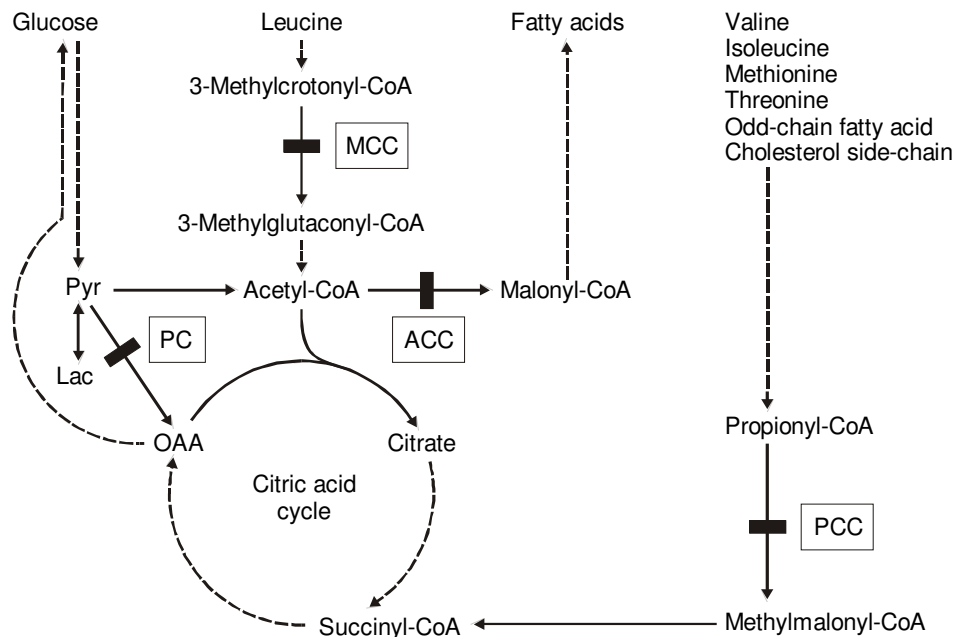 Glucose
Leucine
Fatty acids
Valine
Isoleucine
Methionine
Threonine
Odd-chain fatty acid
Cholesterol side-chain
3-Methylcrotonyl-CoA
MCC
3-Methylglutaconyl-CoA
Pyr
Acetyl-CoA
Malonyl-CoA
PC
ACC
Lac
OAA
Citrate
Propionyl-CoA
Citric acid
cycle
PCC
Succinyl-CoA
Methylmalonyl-CoA